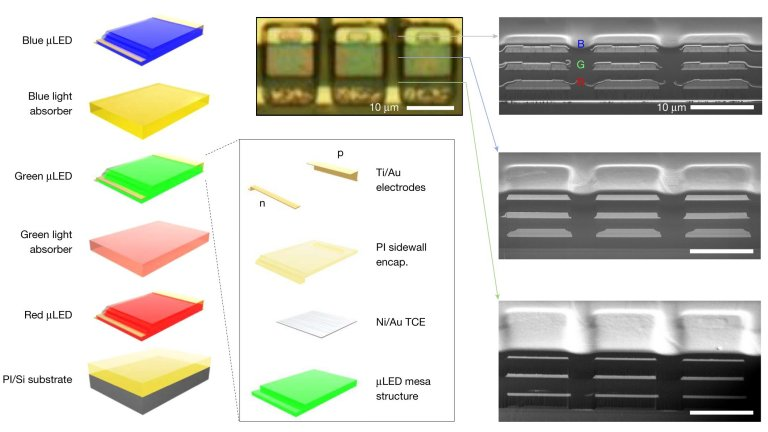 Blue µLED
Blue light
absorber
Green µLED
Green light
absorber
Red µLED
PI/Si substrate
p
n
Ti/Au
electrodes
PI sidewall
encap.
Ni/Au TCE
µLED mesa
structure
10 µm
B
G
10 µm